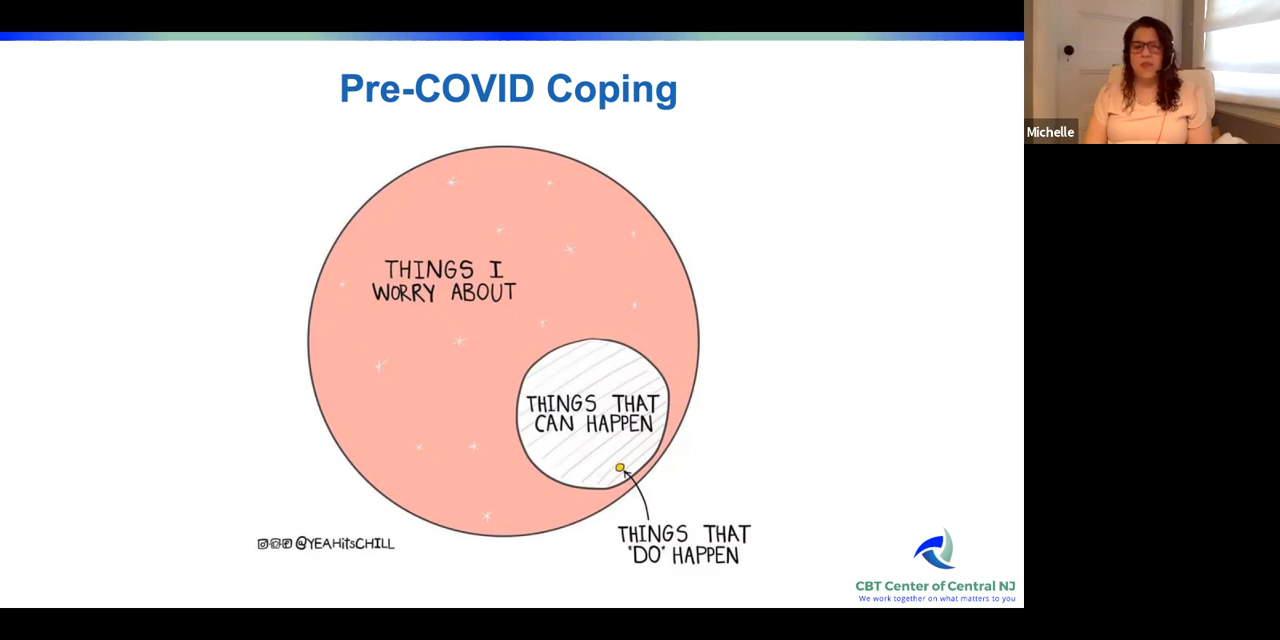 Pre-COVID Coping
Michelle
THINGS I
WORRY ABOUT
THINGS THAT
CAN HAPPEN
THINGS THAT
"DO" HAPPEN
@YEAHitsCHILL
CBT Center of Central NJ
We work together on what matters to you